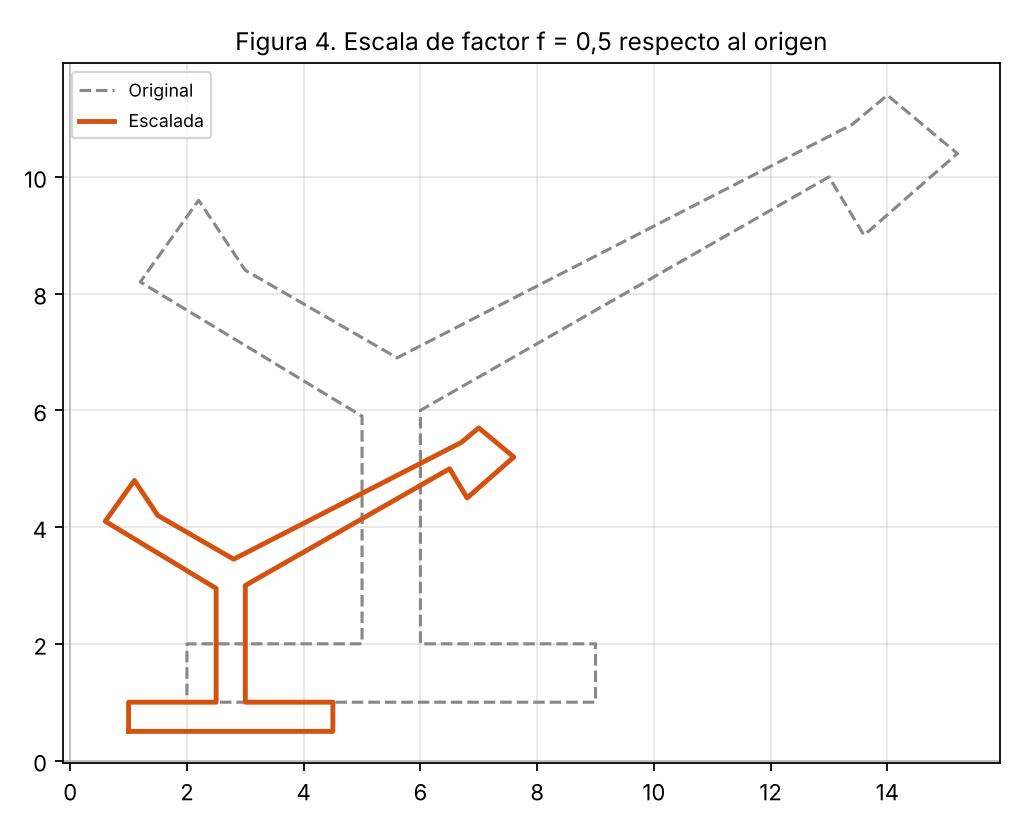 Figura 4. Escala de factor f = 0,5 respecto al origen
Original
Escalada
10
8
6
4
2
0
0 2 4 6 8 10 12 14